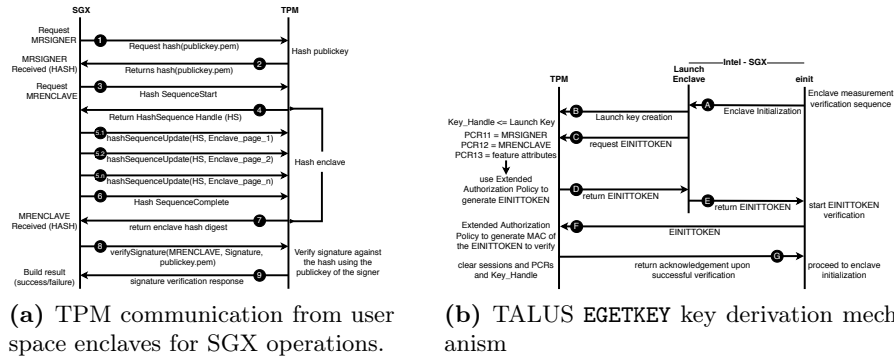 SGX
TPM
Request
MRSIGNER
1
Request hash(publickey.pem)
Hash publickey
MRSIGNER
Received (HASH)
2
Returns hash(publickey.pem)
Request
MRENCLAVE
3
Hash SequenceStart
4
Return HashSequence Handle (HS)
5.1
hashSequenceUpdate(HS, Enclave_page_1)
5.2
hashSequenceUpdate(HS, Enclave_page_2)
Hash enclave
5.n
hashSequenceUpdate(HS, Enclave_page_n)
6
Hash SequenceComplete
MRENCLAVE
Received (HASH)
7
return enclave hash digest
8
verifySignature(MRENCLAVE, Signature,
publickey.pem)
Verify signature against
the hash using the
publickey of the signer
Build result
(success/failure)
9
signature verification response
(a) TPM communication from user
space enclaves for SGX operations.
Intel - SGX
TPM
Launch
Enclave
einit
Enclave measurement
verification sequence
A
Enclave Initialization
B
Launch key creation
Key_Handle <= Launch Key
PCR11 = MRSIGNER
PCR12 = MRENCLAVE
PCR13 = feature attributes
C
request EINITTOKEN
use Extended
Authorization Policy to
generate EINITTOKEN
D
return EINITTOKEN
E
return EINITTOKEN
start EINITTOKEN
verification
Extended Authorization
Policy to generate MAC of
the EINITTOKEN to verify
F
EINITTOKEN
clear sessions and PCRs
and Key_Handle
G
return acknowledgement upon
successful verification
proceed to enclave
initialization
(b) TALUS EGETKEY key derivation mech
anism